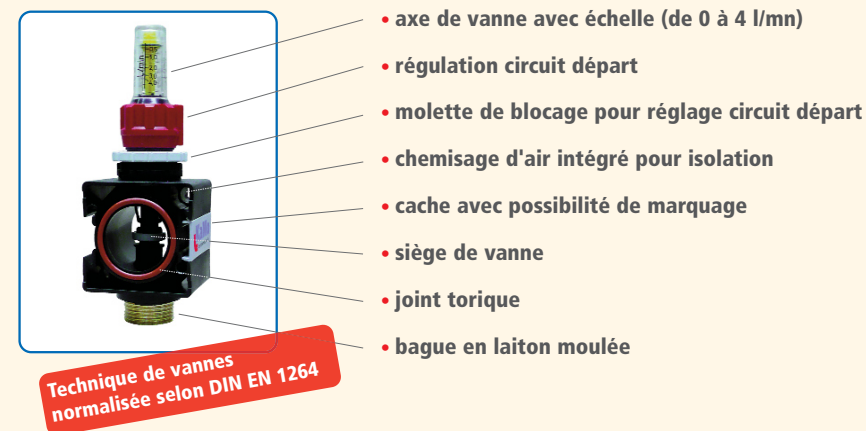 • axe de vanne avec échelle (de 0 à 4 l/mn)
• régulation circuit départ
• molette de blocage pour réglage circuit départ
• chemisage d'air intégré pour isolation
• cache avec possibilité de marquage
• siège de vanne
• joint torique
• bague en laiton moulée
Technique de vannes
normalisée selon DIN EN 1264